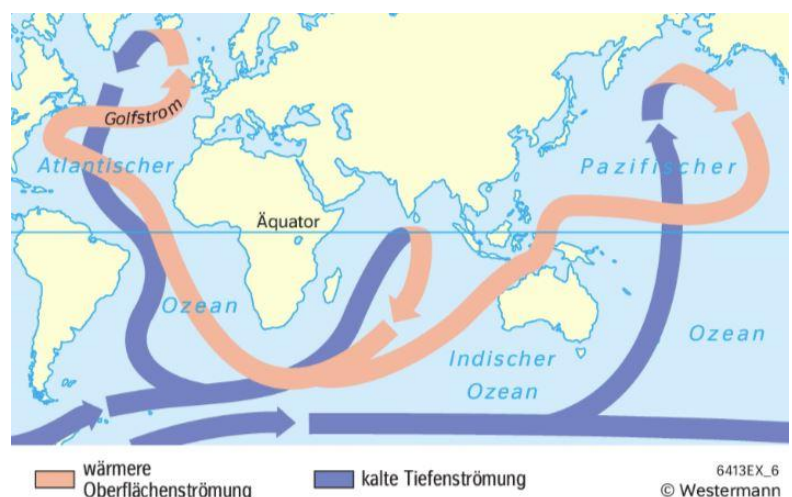 Golfstrom
Atlantischer
Pazifischer
Äquator
Ozean
Indischer
Ozean
Ozean
wärmere
Oberflächenströmung
kalte Tiefenströmung
6413EX_6
© Westermann